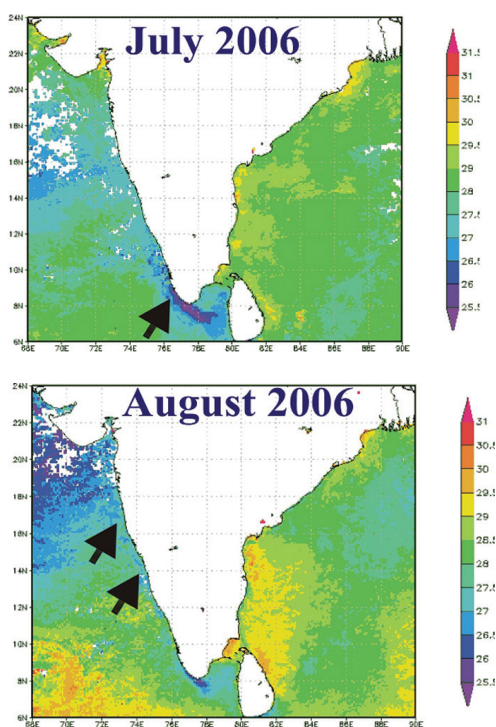 July 2006
24N
22N
20N
18N
16N
14N
12N
10N
8N
6N
68E 70E 72E 74E 76E 78E 80E 82E 84E 86E 88E 90E
31.5
31
30.5
30
29.5
29
28.5
28
27.5
27
26.5
26
25.5
August 2006
24N
22N
20N
18N
16N
14N
12N
10N
8N
6N
68E 70E 72E 74E 76E 78E 80E 82E 84E 86E 88E 90E
31
30.5
30
29.5
29
28.5
28
27.5
27
26.5
26
25.5